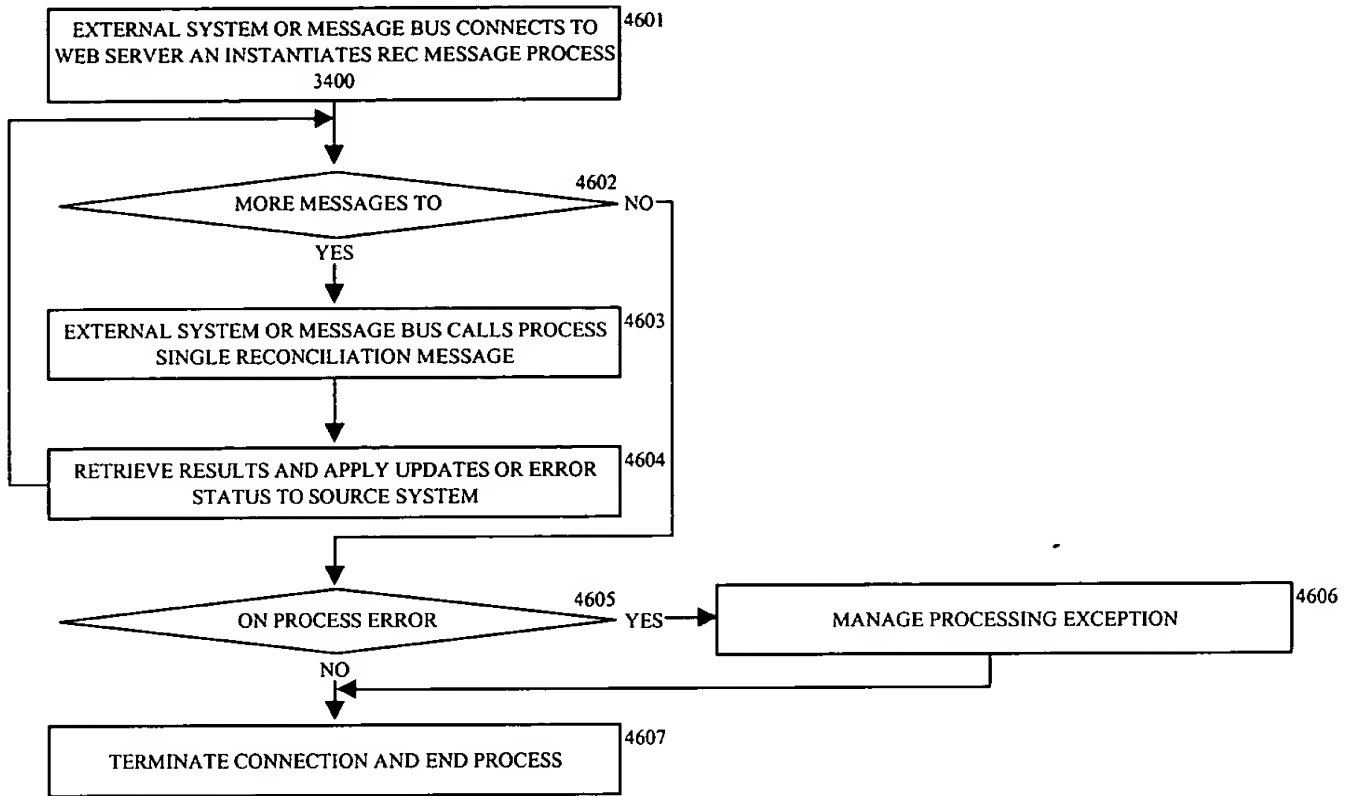 EXTERNAL SYSTEM OR MESSAGE BUS CONNECTS TO
WEB SERVER AN INSTANTIATES REC MESSAGE PROCESS
3400
4601
4602
MORE MESSAGES TO
NO
YES
EXTERNAL SYSTEM OR MESSAGE BUS CALLS PROCESS
SINGLE RECONCILIATION MESSAGE
4603
RETRIEVE RESULTS AND APPLY UPDATES OR ERROR
STATUS TO SOURCE SYSTEM
4604
4605
ON PROCESS ERROR
YES
MANAGE PROCESSING EXCEPTION
4606
NO
TERMINATE CONNECTION AND END PROCESS
4607